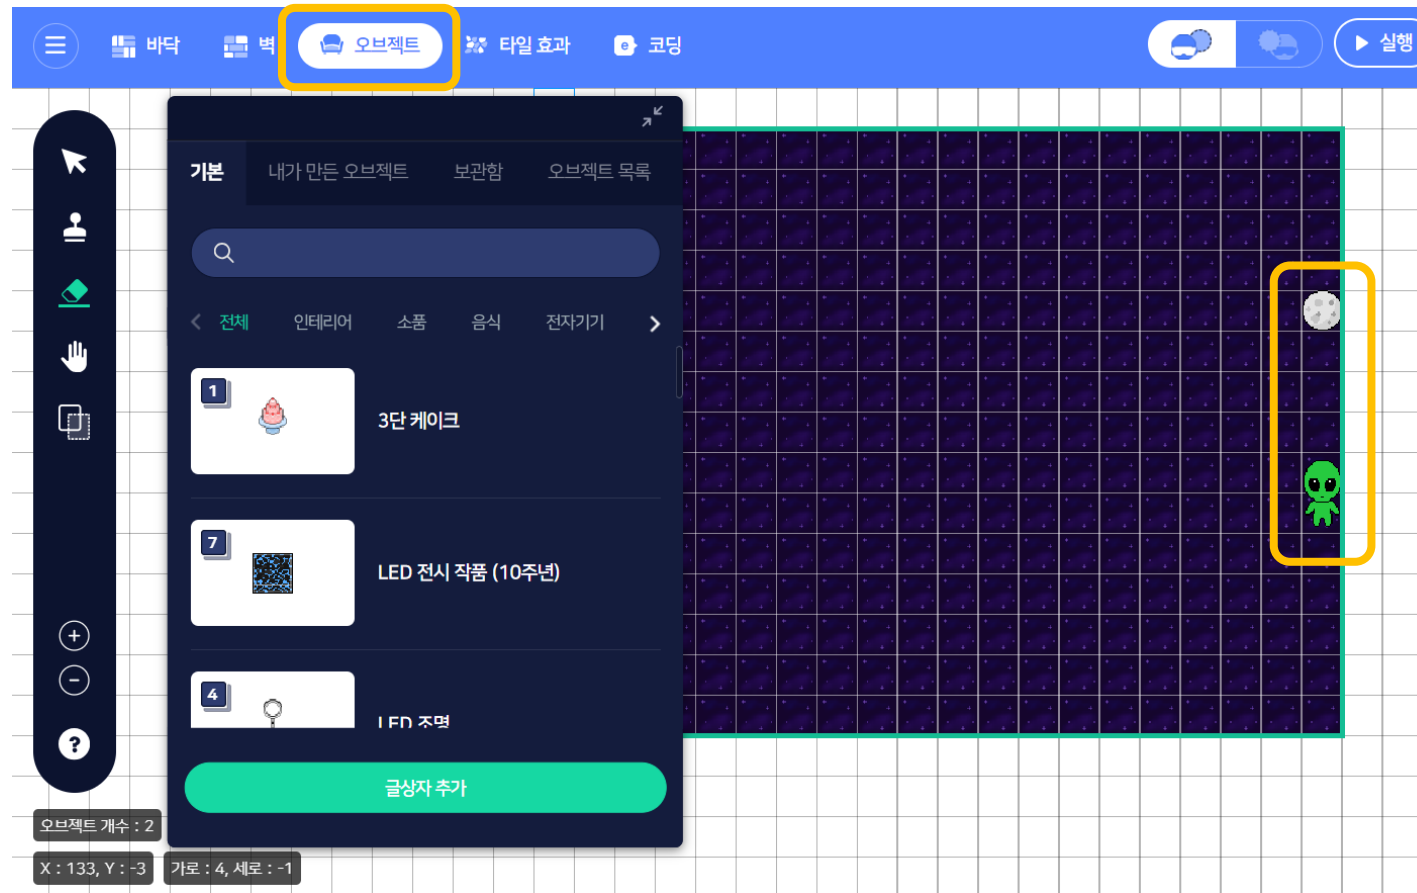 바닥 벽 오브젝트 타일 효과 e 코딩 실행
기본 내가 만든 오브젝트 보관함 오브젝트 목록
전체 인테리어 소품 음식 전자기기
1
3단 케이크
7
LED 전시 작품 (10주년)
4
LED 조명
글상자 추가
?
오브젝트 개수 : 2
X : 133, Y : -3 가로 : 4, 세로 : -1